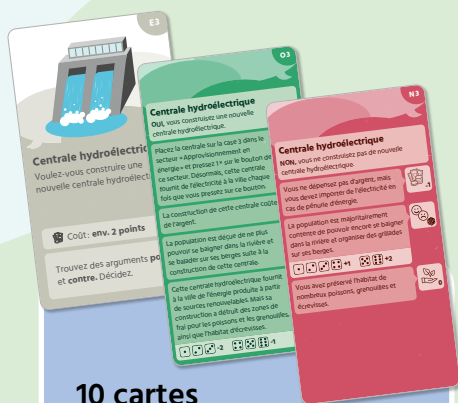 E3
Centrale hydroélectric
Voulez-vous construire une
nouvelle centrale hydroélect
Coût: env. 2 points
Trouvez des arguments po
et contre. Décidez.
O3
Centrale hydroélectrique
OUI, vous construisez une nouvelle
centrale hydroélectrique.
Placez la centrale sur la case 3 dans le
secteur «Approvisionnement en
énergie» et pressez 1× sur le bouton de
ce secteur. Désormais, cette centrale
fournit de l'électricité à la Ville chaque
fois que vous pressez sur ce bouton.
La construction de cette centrale coûte
de l'argent.
La population est déçue de ne plus
pouvoir se baigner dans la rivière et
se balader sur ses berges suite à la
construction de cette centrale.
Cette centrale hydroélectrique fournit
à la ville de l'énergie produite à partir
de sources renouvelables. Mais sa
construction a détruit des zones de
frai pour les poissons et les grenouilles,
ainsi que l'habitat d'écrevisses.
-2 -1
N3
Centrale hydroélectrique
NON, vous ne construisez pas de nouvelle
centrale hydroélectrique.
Vous ne dépensez pas d'argent, mais
vous devez importer de l'électricité en
cas de pénurie d'énergie.
-1
La population est majoritairement
contente de pouvoir encore se baigner
dans la rivière et organiser des grillades
sur ses berges.
+1 +2
Vous avez préservé l'habitat de
nombreux poissons, grenouilles et
écrevisses.
0
10 cartes